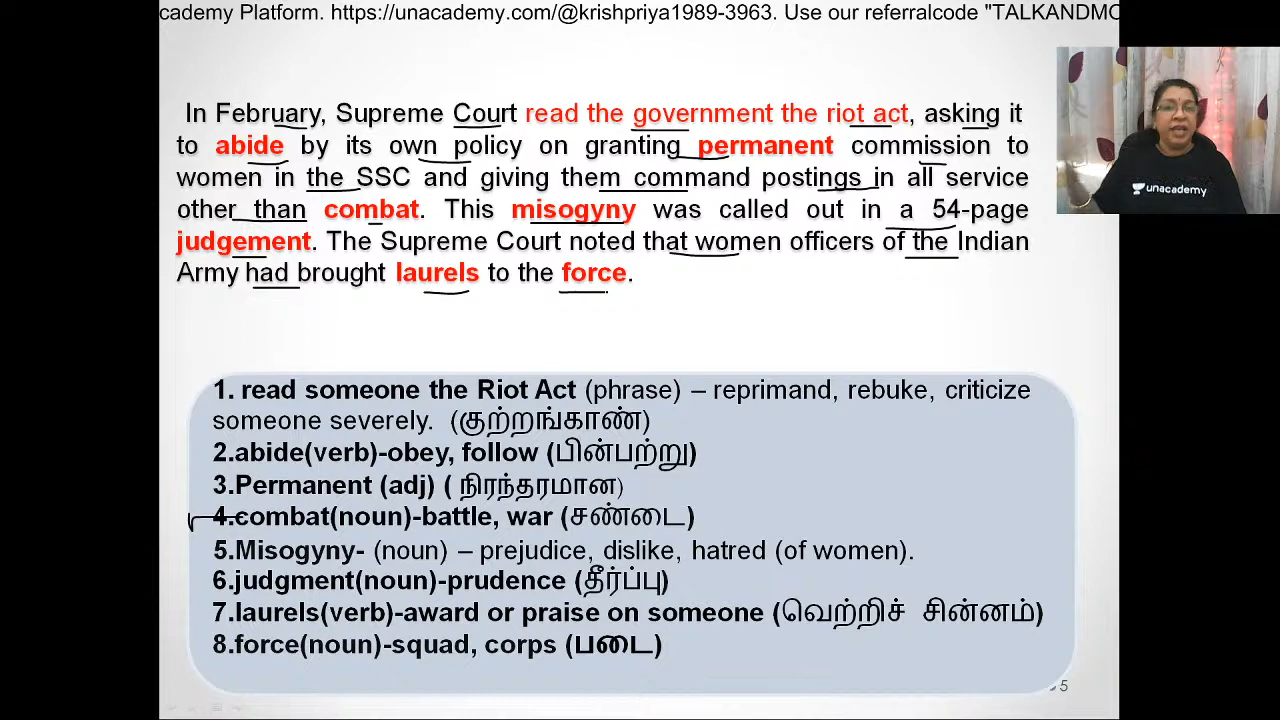 cademy Platform. https://unacademy.com/@krishpriya1989-3963. Use our referralcode "TALKANDMO
In February, Supreme Court read the government the riot act, asking it
to abide by its own policy on granting permanent commission to
women in the SSC and giving them command postings in all service
other than combat. This misogyny was called out in a 54-page
judgement. The Supreme Court noted that women officers of the Indian
Army had brought laurels to the force.
unacademy
1. read someone the Riot Act (phrase) – reprimand, rebuke, criticize
someone severely. (குற்றங்காண்)
2.abide(verb)-obey, follow (பின்பற்று)
3.Permanent (adj) ( நிரந்தரமான)
4.combat(noun)-battle, war (சண்டை)
5.Misogyny- (noun) – prejudice, dislike, hatred (of women).
6.judgment(noun)-prudence (தீர்ப்பு)
7.laurels(verb)-award or praise on someone (வெற்றிச் சின்னம்)
8.force(noun)-squad, corps (படை)
5